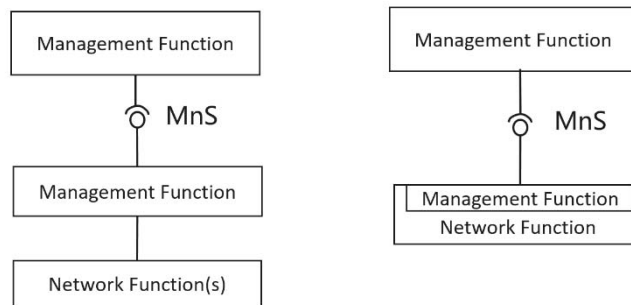 Management Function
MnS
Management Function
Network Function(s)
Management Function
MnS
Management Function
Network Function